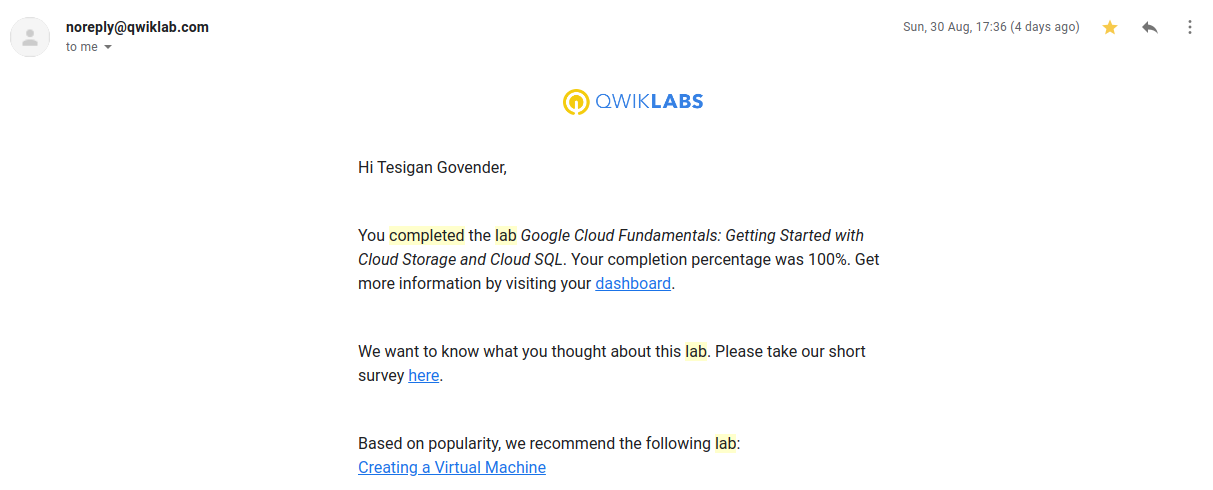 noreply@qwiklab.com
Sun, 30 Aug, 17:36 (4 days ago)
to me
QWIKLABS
Hi Tesigan Govender,
You completed the lab Google Cloud Fundamentals: Getting Started with
Cloud Storage and Cloud SQL. Your completion percentage was 100%. Get
more information by visiting your dashboard.
We want to know what you thought about this lab. Please take our short
survey here.
Based on popularity, we recommend the following lab:
Creating a Virtual Machine